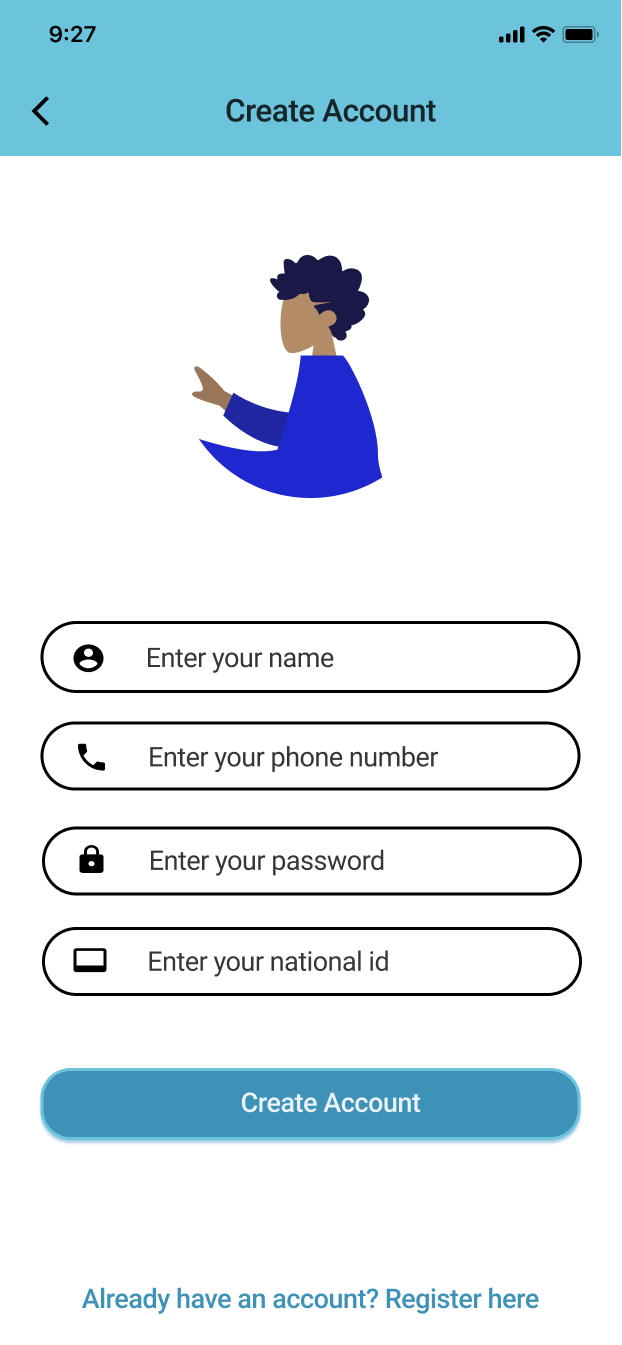 9:27
Create Account
Enter your name
Enter your phone number
Enter your password
Enter your national id
Create Account
Already have an account? Register here